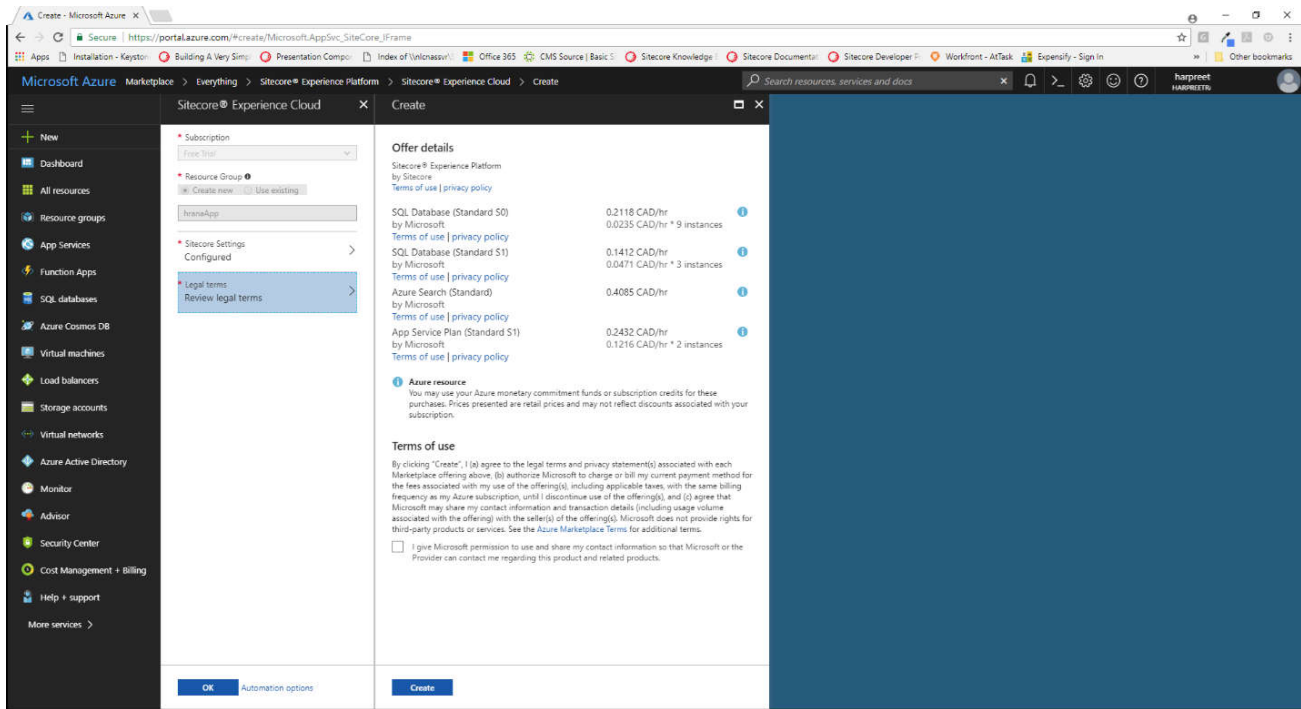 Create - Microsoft Azure
Secure | https://portal.azure.com/#create/Microsoft.AppSvc_SiteCore_IFrame
Apps Installation - Keyston Building A Very Simp Presentation Compo Index of \\nlcnassvr\ Office 365 CMS Source | Basic S Sitecore Knowledge Sitecore Documenta Sitecore Developer P Workfront - AtTask Expensify - Sign In » Other bookmarks
Microsoft Azure Marketplace > Everything > Sitecore® Experience Platform > Sitecore® Experience Cloud > Create
Search resources, services and docs
harpreet
New
Dashboard
All resources
Resource groups
App Services
Function Apps
SQL databases
Azure Cosmos DB
Virtual machines
Load balancers
Storage accounts
Virtual networks
Azure Active Directory
Monitor
Advisor
Security Center
Cost Management + Billing
Help + support
More services >
Sitecore® Experience Cloud
* Subscription
Free Trial
* Resource Group
Create new Use existing
hranaApp
* Sitecore Settings
Configured
* Legal terms
Review legal terms
OK Automation options
Create
Offer details
Sitecore® Experience Platform
by Sitecore
Terms of use | privacy policy
SQL Database (Standard S0) 0.2118 CAD/hr
by Microsoft 0.0235 CAD/hr * 9 instances
Terms of use | privacy policy
SQL Database (Standard S1) 0.1412 CAD/hr
by Microsoft 0.0471 CAD/hr * 3 instances
Terms of use | privacy policy
Azure Search (Standard) 0.4085 CAD/hr
by Microsoft
Terms of use | privacy policy
App Service Plan (Standard S1) 0.2432 CAD/hr
by Microsoft 0.1216 CAD/hr * 2 instances
Terms of use | privacy policy
Azure resource
You may use your Azure monetary commitment funds or subscription credits for these
purchases. Prices presented are retail prices and may not reflect discounts associated with your
subscription.
Terms of use
By clicking "Create", I (a) agree to the legal terms and privacy statement(s) associated with each
Marketplace offering above, (b) authorize Microsoft to charge or bill my current payment method for
the fees associated with my use of the offering(s), including applicable taxes, with the same billing
frequency as my Azure subscription, until I discontinue use of the offering(s), and (c) agree that
Microsoft may share my contact information and transaction details (including usage volume
associated with the offering) with the seller(s) of the offering(s). Microsoft does not provide rights for
third-party products or services. See the Azure Marketplace Terms for additional terms.
I give Microsoft permission to use and share my contact information so that Microsoft or the
Provider can contact me regarding this product and related products.
Create